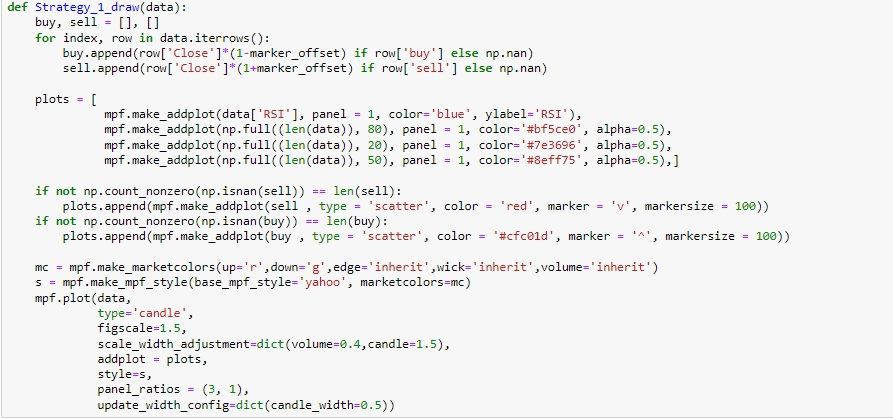 def Strategy_1_draw(data):
    buy, sell = [], []
    for index, row in data.iterrows():
        buy.append(row['Close']*(1-marker_offset) if row['buy'] else np.nan)
        sell.append(row['Close']*(1+marker_offset) if row['sell'] else np.nan)

    plots = [
              mpf.make_addplot(data['RSI'], panel = 1, color='blue', ylabel='RSI'),
              mpf.make_addplot(np.full((len(data)), 80), panel = 1, color='#bf5ce0', alpha=0.5),
              mpf.make_addplot(np.full((len(data)), 20), panel = 1, color='#7e3696', alpha=0.5),
              mpf.make_addplot(np.full((len(data)), 50), panel = 1, color='#8eff75', alpha=0.5),]

    if not np.count_nonzero(np.isnan(sell)) == len(sell):
        plots.append(mpf.make_addplot(sell , type = 'scatter', color = 'red', marker = 'v', markersize = 100))
    if not np.count_nonzero(np.isnan(buy)) == len(buy):
        plots.append(mpf.make_addplot(buy , type = 'scatter', color = '#cfc01d', marker = '^', markersize = 100))

    mc = mpf.make_marketcolors(up='r',down='g',edge='inherit',wick='inherit',volume='inherit')
    s = mpf.make_mpf_style(base_mpf_style='yahoo', marketcolors=mc)
    mpf.plot(data,
             type='candle',
             figscale=1.5,
             scale_width_adjustment=dict(volume=0.4,candle=1.5),
             addplot = plots,
             style=s,
             panel_ratios = (3, 1),
             update_width_config=dict(candle_width=0.5))